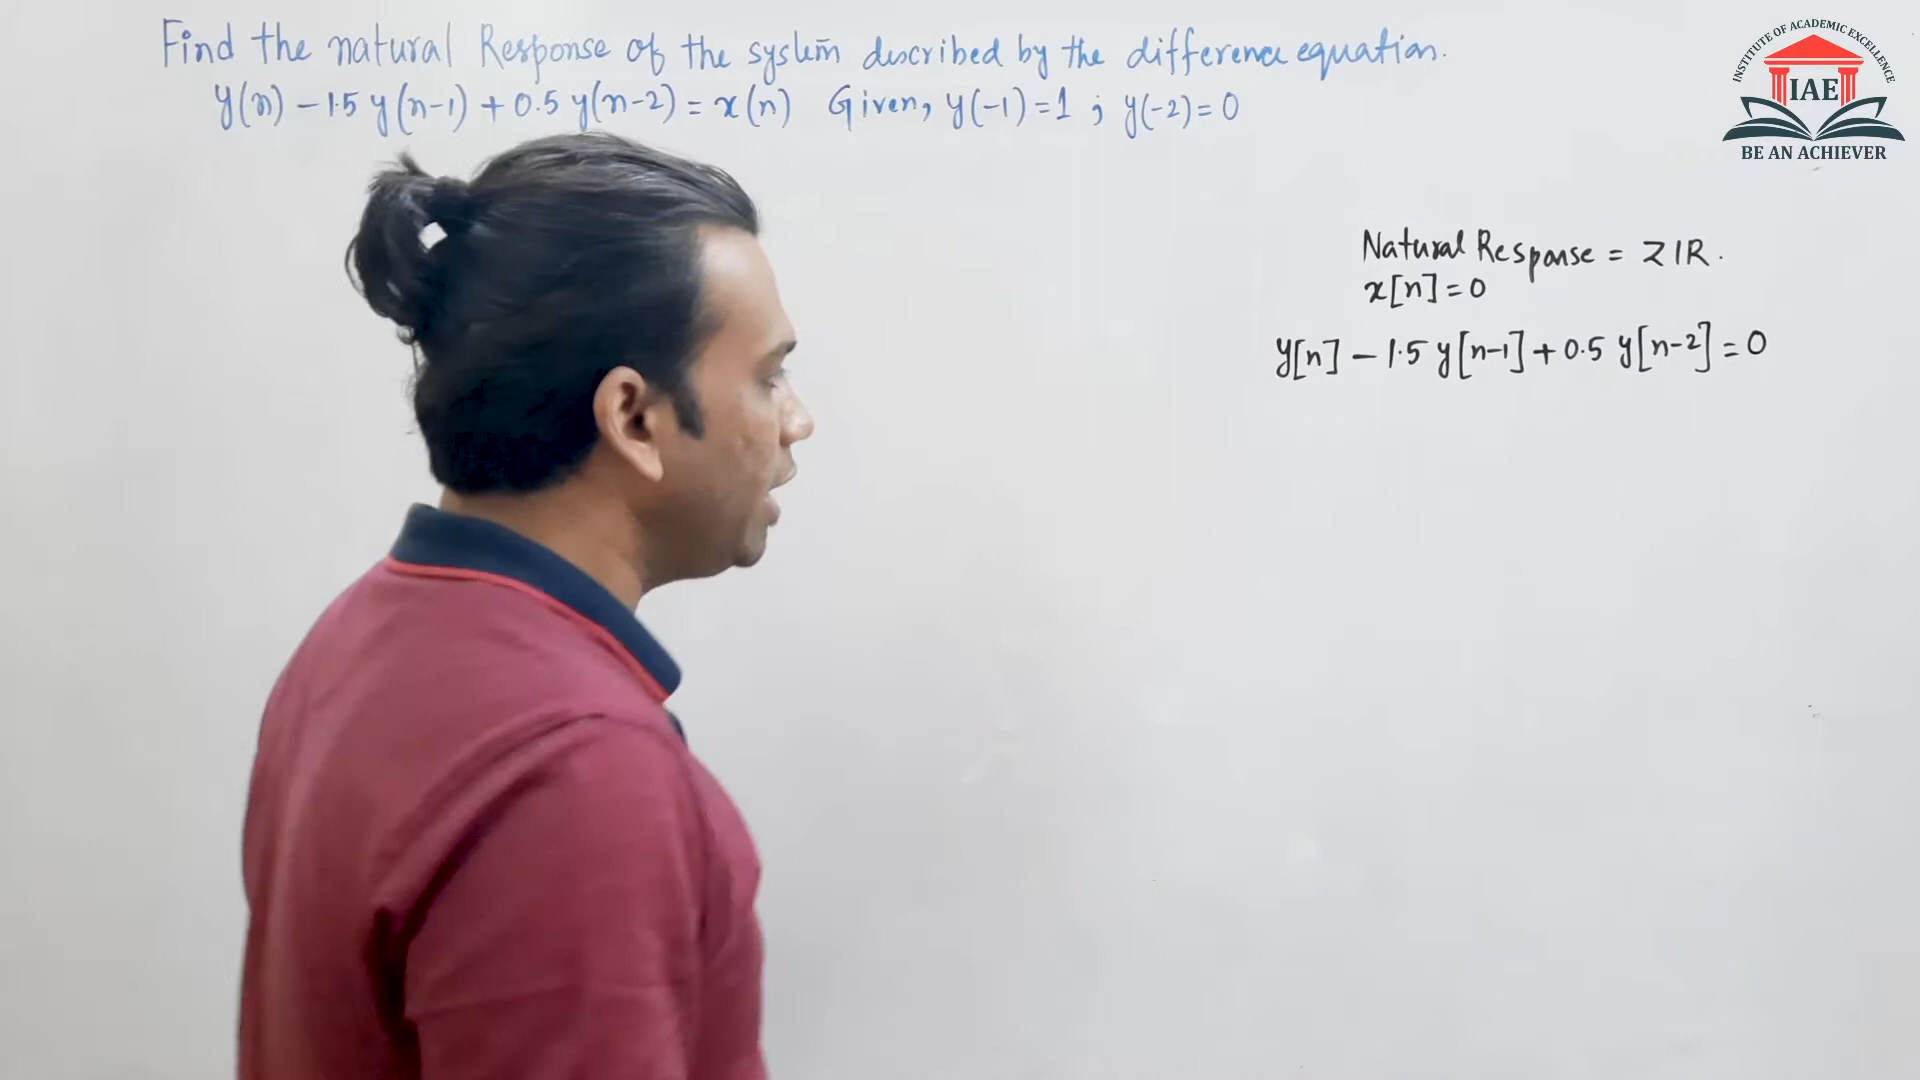 Find the natural Response of the system described by the difference equation.
y(n) - 1.5 y(n-1) + 0.5 y(n-2) = x(n) Given, y(-1) = 1 ; y(-2) = 0
INSTITUTE OF ACADEMIC EXCELLENCE
IAE
BE AN ACHIEVER
Natural Response = ZIR.
x[n] = 0
y[n] - 1.5 y[n-1] + 0.5 y[n-2] = 0